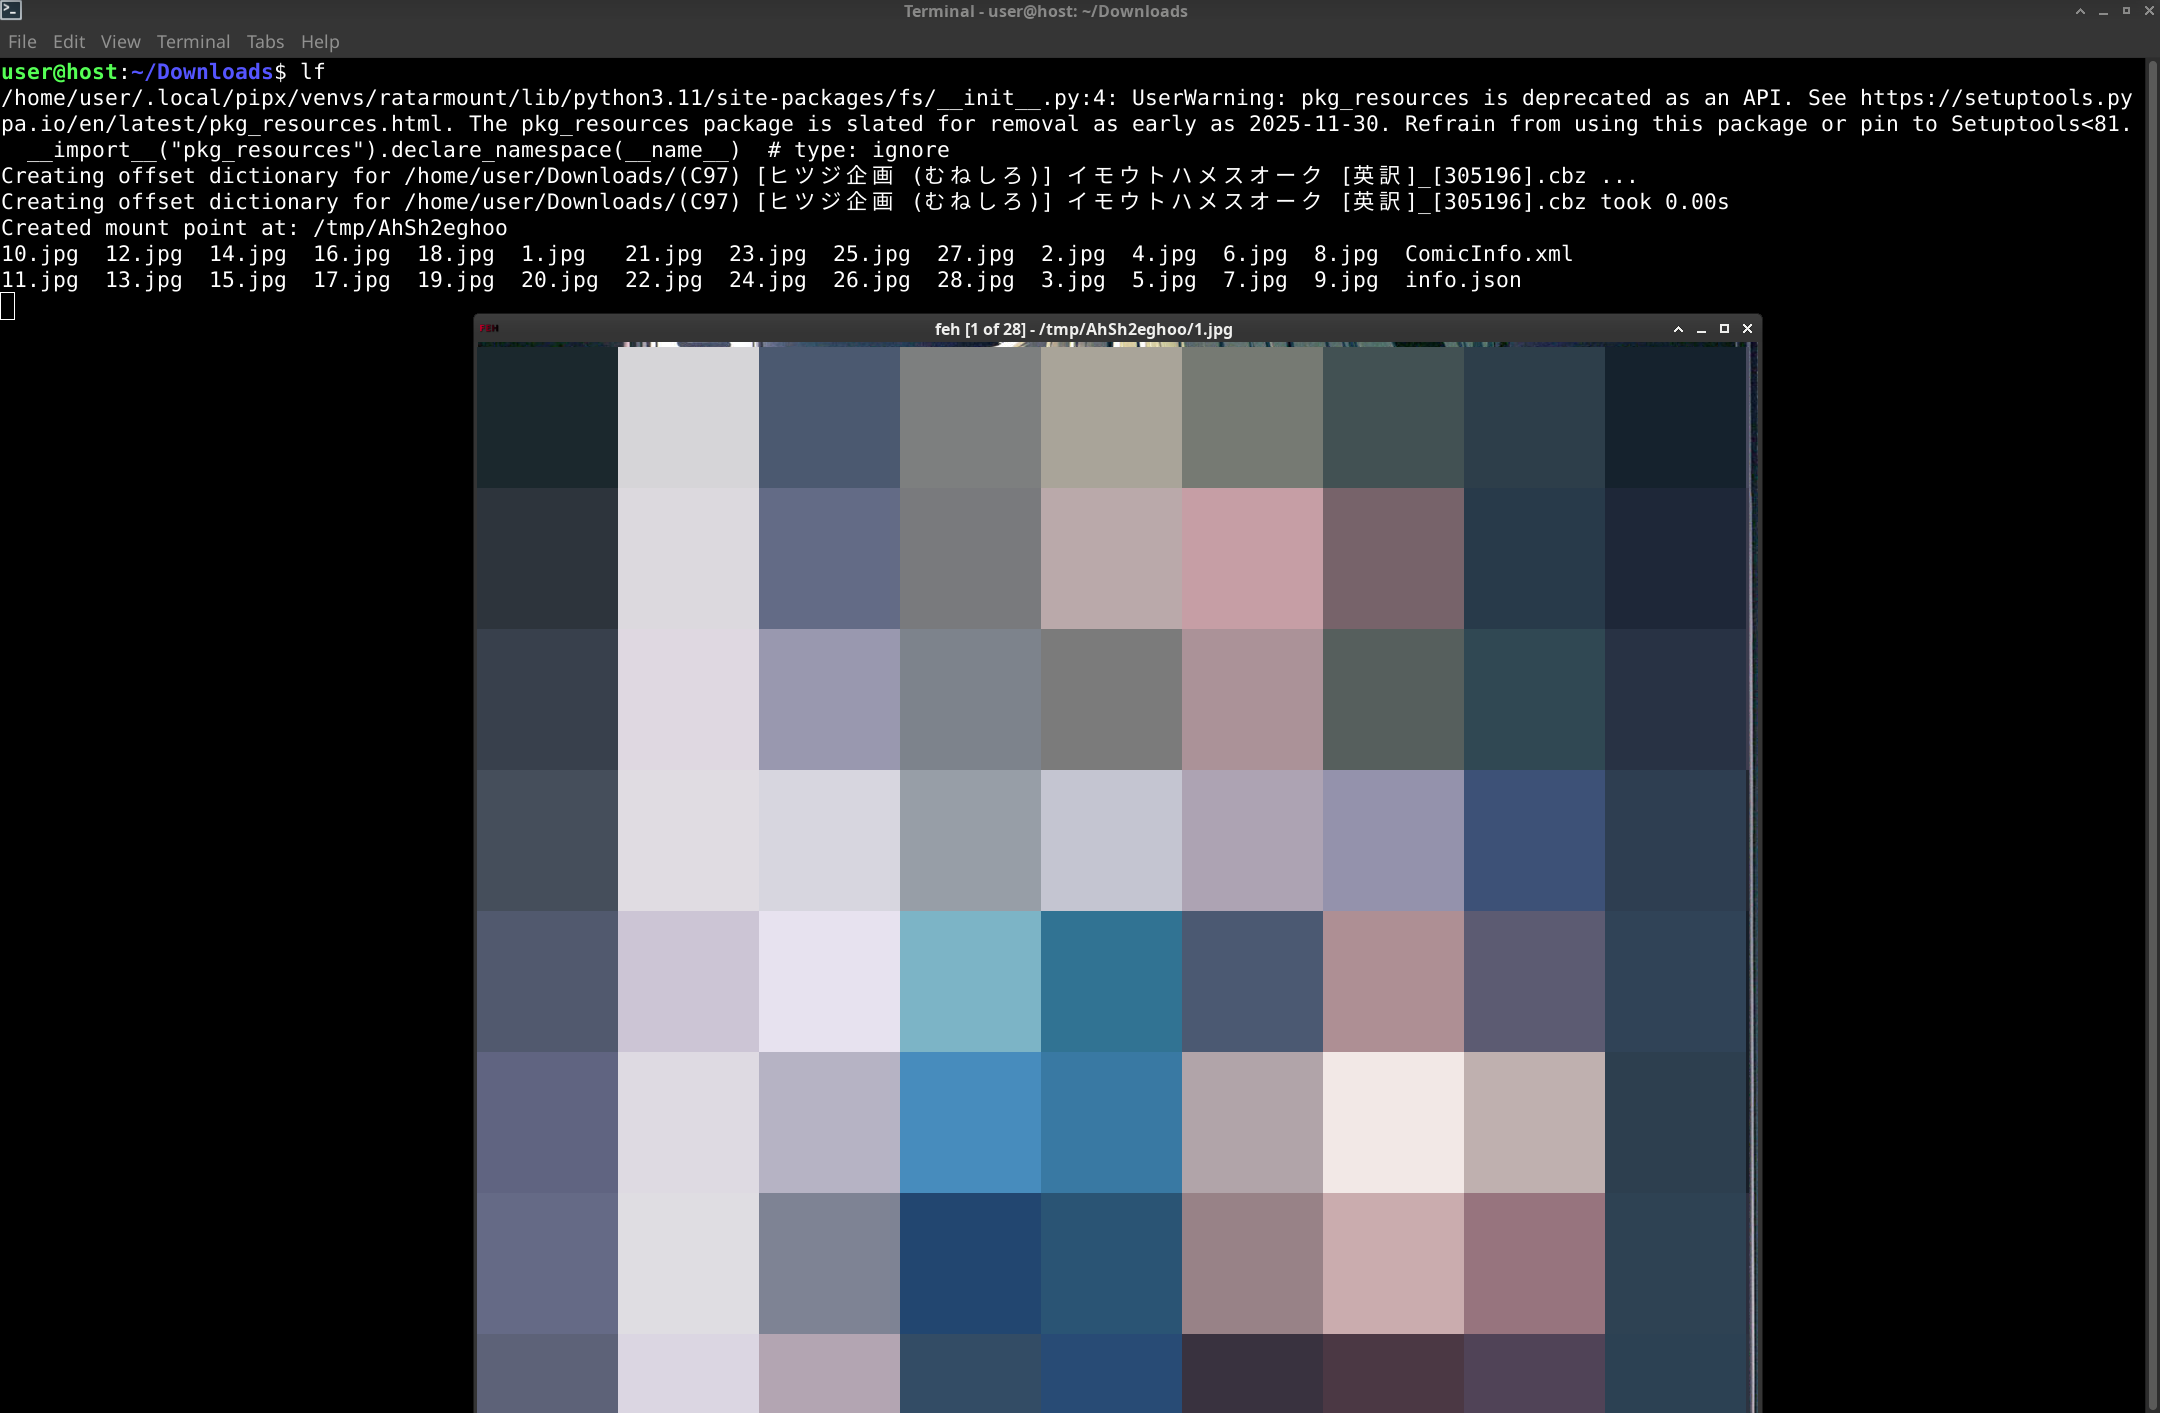 Terminal - user@host: ~/Downloads
File Edit View Terminal Tabs Help
user@host:~/Downloads$ lf
/home/user/.local/pipx/venvs/ratarmount/lib/python3.11/site-packages/fs/__init__.py:4: UserWarning: pkg_resources is deprecated as an API. See https://setuptools.py
pa.io/en/latest/pkg_resources.html. The pkg_resources package is slated for removal as early as 2025-11-30. Refrain from using this package or pin to Setuptools<81.
__import__("pkg_resources").declare_namespace(__name__)  # type: ignore
Creating offset dictionary for /home/user/Downloads/(C97) [ヒツジ企画 (むねしろ)] イモウトハメスオーク [英訳]_[305196].cbz ...
Creating offset dictionary for /home/user/Downloads/(C97) [ヒツジ企画 (むねしろ)] イモウトハメスオーク [英訳]_[305196].cbz took 0.00s
Created mount point at: /tmp/AhSh2eghoo
10.jpg 12.jpg 14.jpg 16.jpg 18.jpg 1.jpg 21.jpg 23.jpg 25.jpg 27.jpg 2.jpg 4.jpg 6.jpg 8.jpg ComicInfo.xml
11.jpg 13.jpg 15.jpg 17.jpg 19.jpg 20.jpg 22.jpg 24.jpg 26.jpg 28.jpg 3.jpg 5.jpg 7.jpg 9.jpg info.json
FEH
feh [1 of 28] - /tmp/AhSh2eghoo/1.jpg